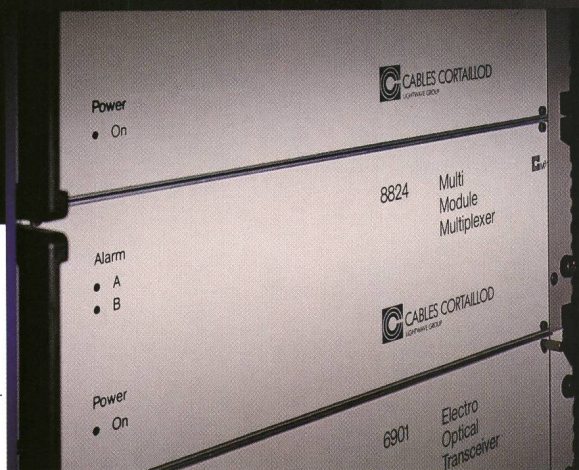 Power
On
CABLES CORTAILLOD
LIGHTWAVE GROUP
8824 Multi
Module
Multiplexer
Alarm
A
B
CABLES CORTAILLOD
LIGHTWAVE GROUP
Power
On
6901 Electro
Optical
Transceiver